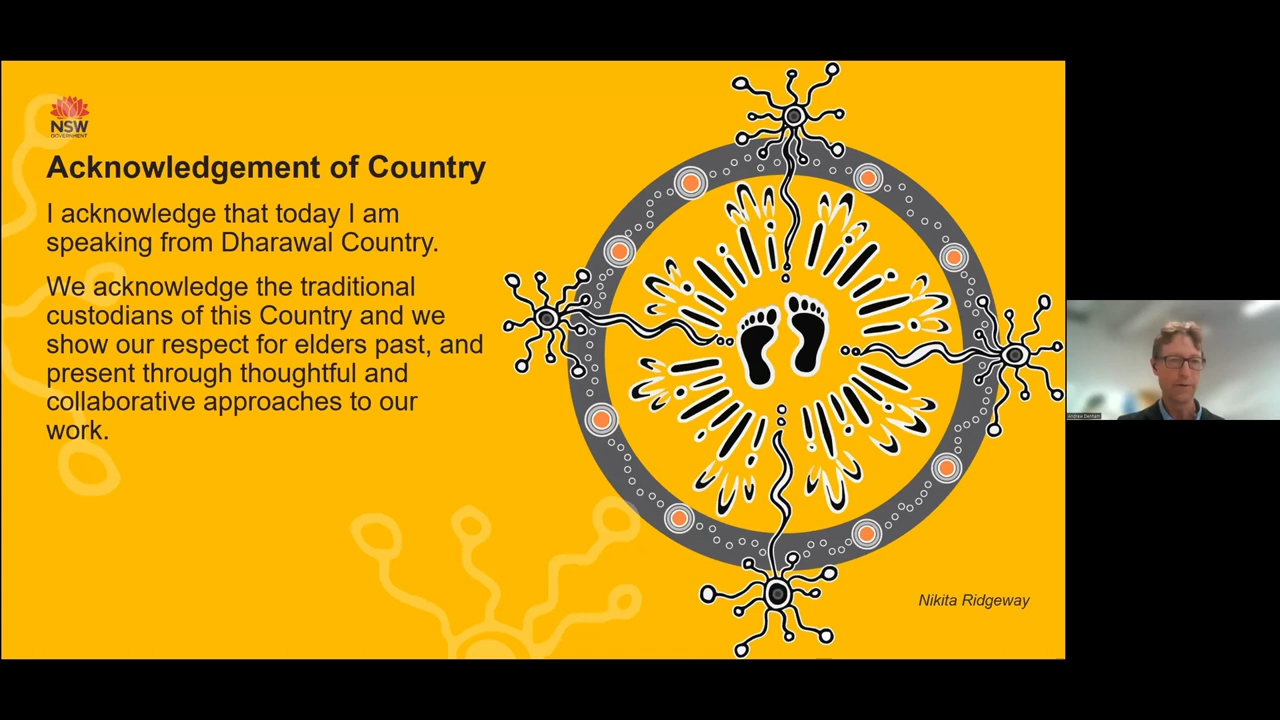 NSW
GOVERNMENT
Acknowledgement of Country
I acknowledge that today I am
speaking from Dharawal Country.
We acknowledge the traditional
custodians of this Country and we
show our respect for elders past, and
present through thoughtful and
collaborative approaches to our
work.
Nikita Ridgeway
Andrew Denham